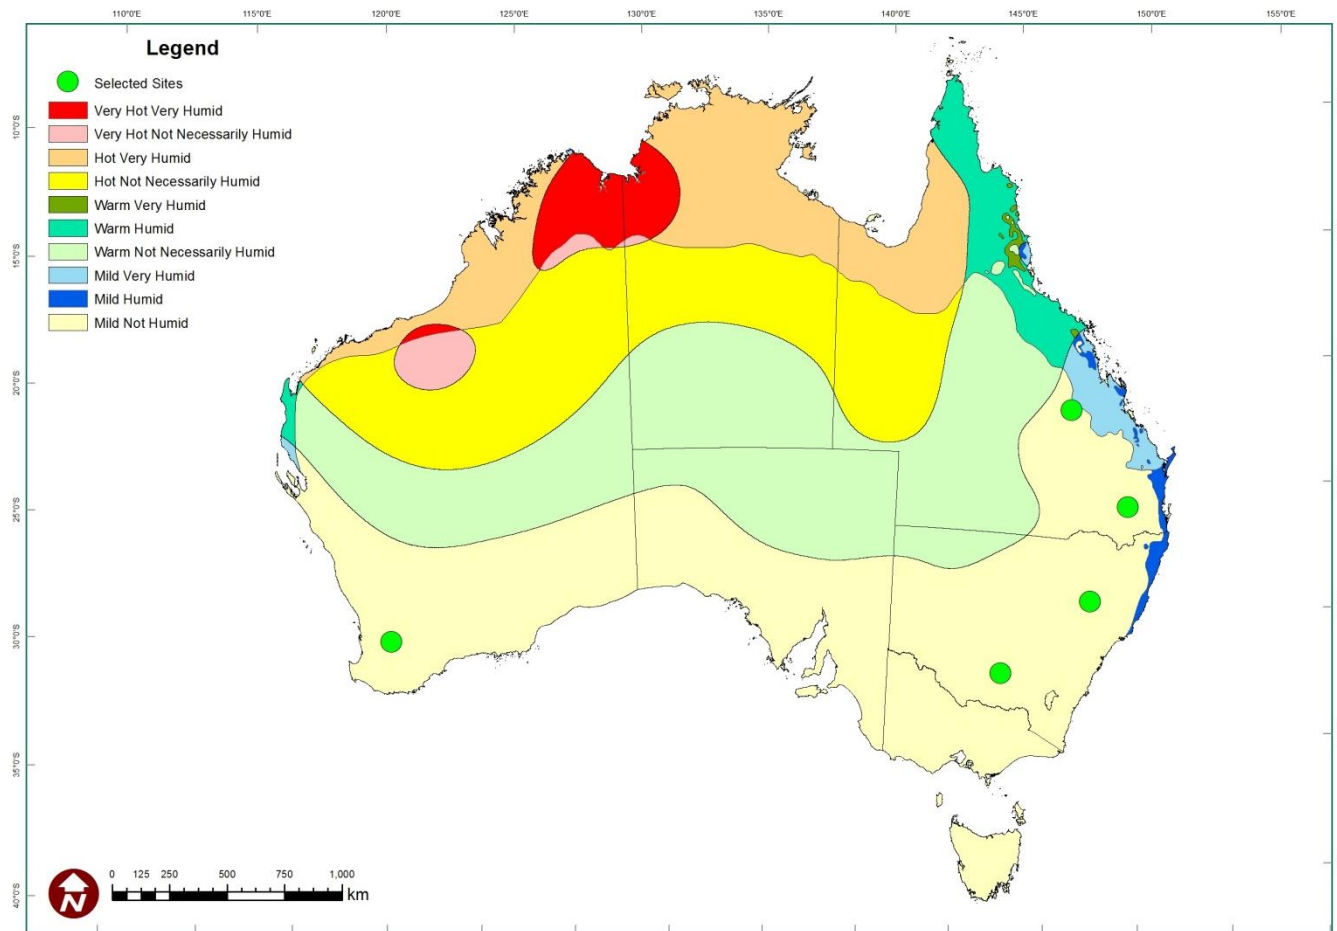 110°0'E 115°0'E 120°0'E 125°0'E 130°0'E 135°0'E 140°0'E 145°0'E 150°0'E 155°0'E
Legend
Selected Sites
Very Hot Very Humid
Very Hot Not Necessarily Humid
Hot Very Humid
Hot Not Necessarily Humid
Warm Very Humid
Warm Humid
Warm Not Necessarily Humid
Mild Very Humid
Mild Humid
Mild Not Humid
10°0'S
15°0'S
20°0'S
25°0'S
30°0'S
35°0'S
40°0'S
N
0 125 250 500 750 1,000
km